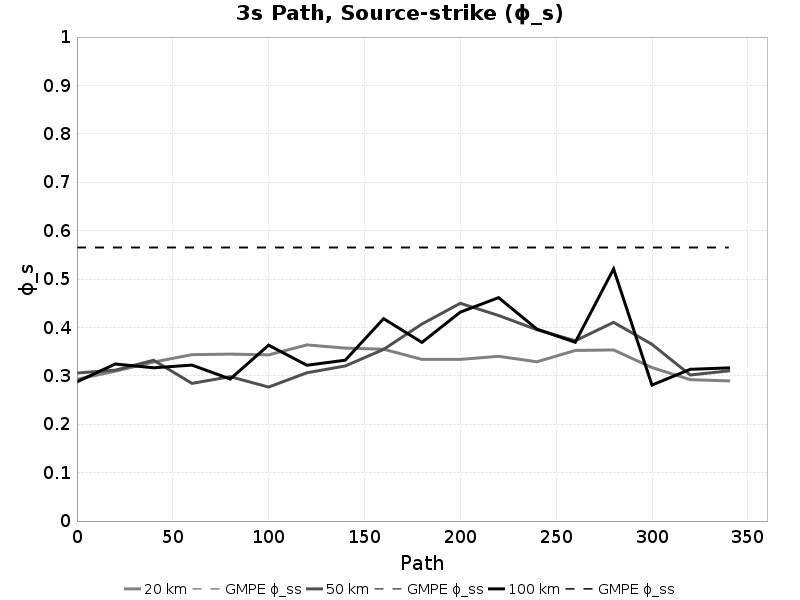 3s Path, Source-strike (ϕ_s)
1
0.9
0.8
0.7
0.6
0.5
0.4
0.3
0.2
0.1
0
ϕ_s
0 50 100 150 200 250 300 350
Path
20 km GMPE ϕ_ss 50 km GMPE ϕ_ss 100 km GMPE ϕ_ss